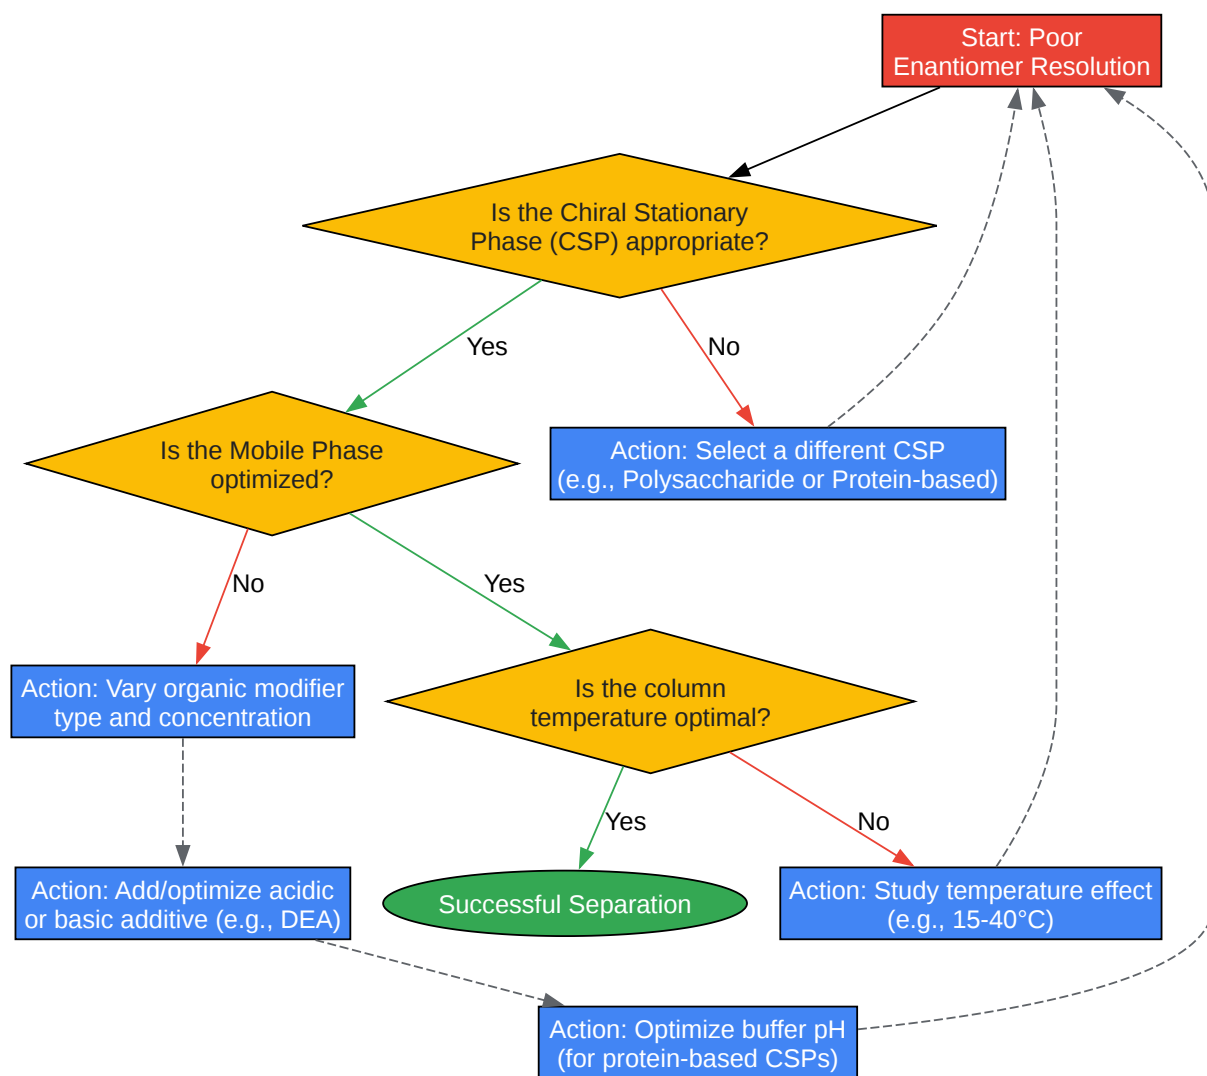 Start: Poor
Enantiomer Resolution
Is the Chiral Stationary
Phase (CSP) appropriate?
Yes
No
Is the Mobile Phase
optimized?
Action: Select a different CSP
(e.g., Polysaccharide or Protein-based)
No
Yes
Action: Vary organic modifier
type and concentration
Is the column
temperature optimal?
Yes
No
Action: Add/optimize acidic
or basic additive (e.g., DEA)
Successful Separation
Action: Study temperature effect
(e.g., 15-40°C)
Action: Optimize buffer pH
(for protein-based CSPs)